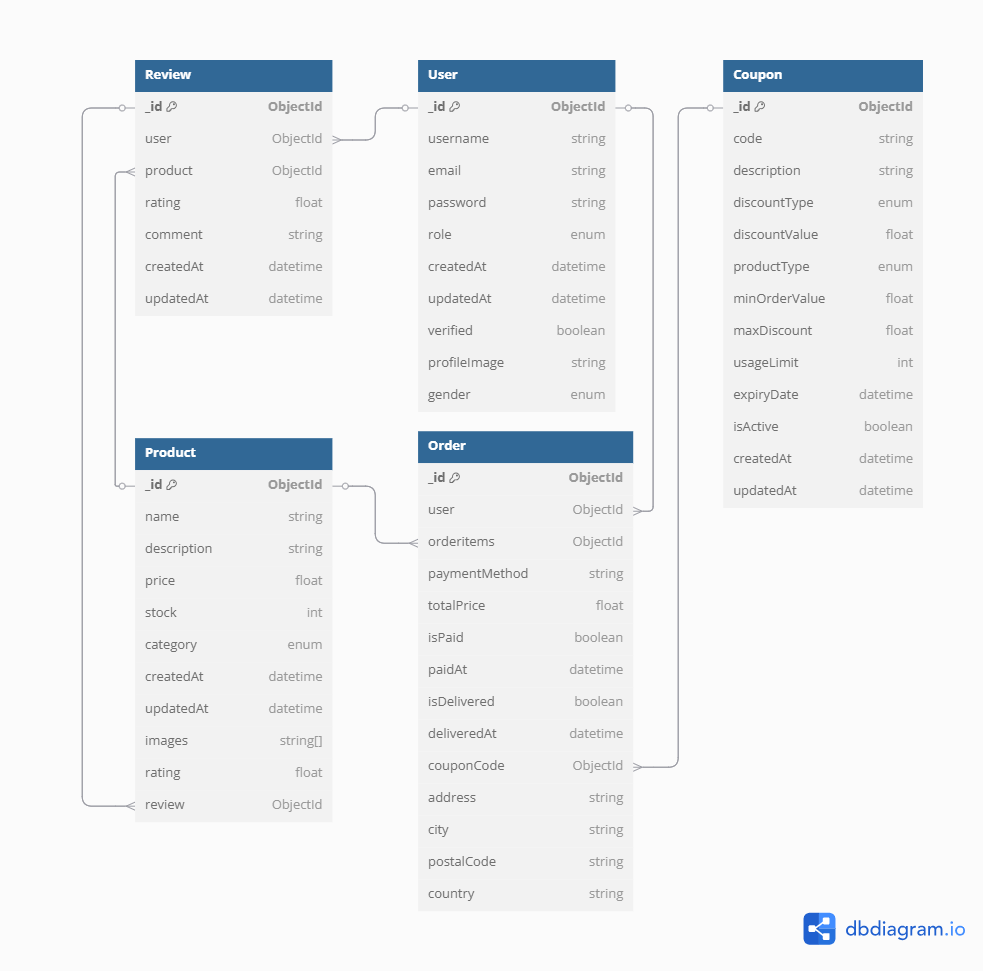 Review
_id ObjectId
user ObjectId
product ObjectId
rating float
comment string
createdAt datetime
updatedAt datetime
User
_id ObjectId
username string
email string
password string
role enum
createdAt datetime
updatedAt datetime
verified boolean
profileImage string
gender enum
Coupon
_id ObjectId
code string
description string
discountType enum
discountValue float
productType enum
minOrderValue float
maxDiscount float
usageLimit int
expiryDate datetime
isActive boolean
createdAt datetime
updatedAt datetime
Product
_id ObjectId
name string
description string
price float
stock int
category enum
createdAt datetime
updatedAt datetime
images string[]
rating float
review ObjectId
Order
_id ObjectId
user ObjectId
orderitems ObjectId
paymentMethod string
totalPrice float
isPaid boolean
paidAt datetime
isDelivered boolean
deliveredAt datetime
couponCode ObjectId
address string
city string
postalCode string
country string
dbdiagram.io